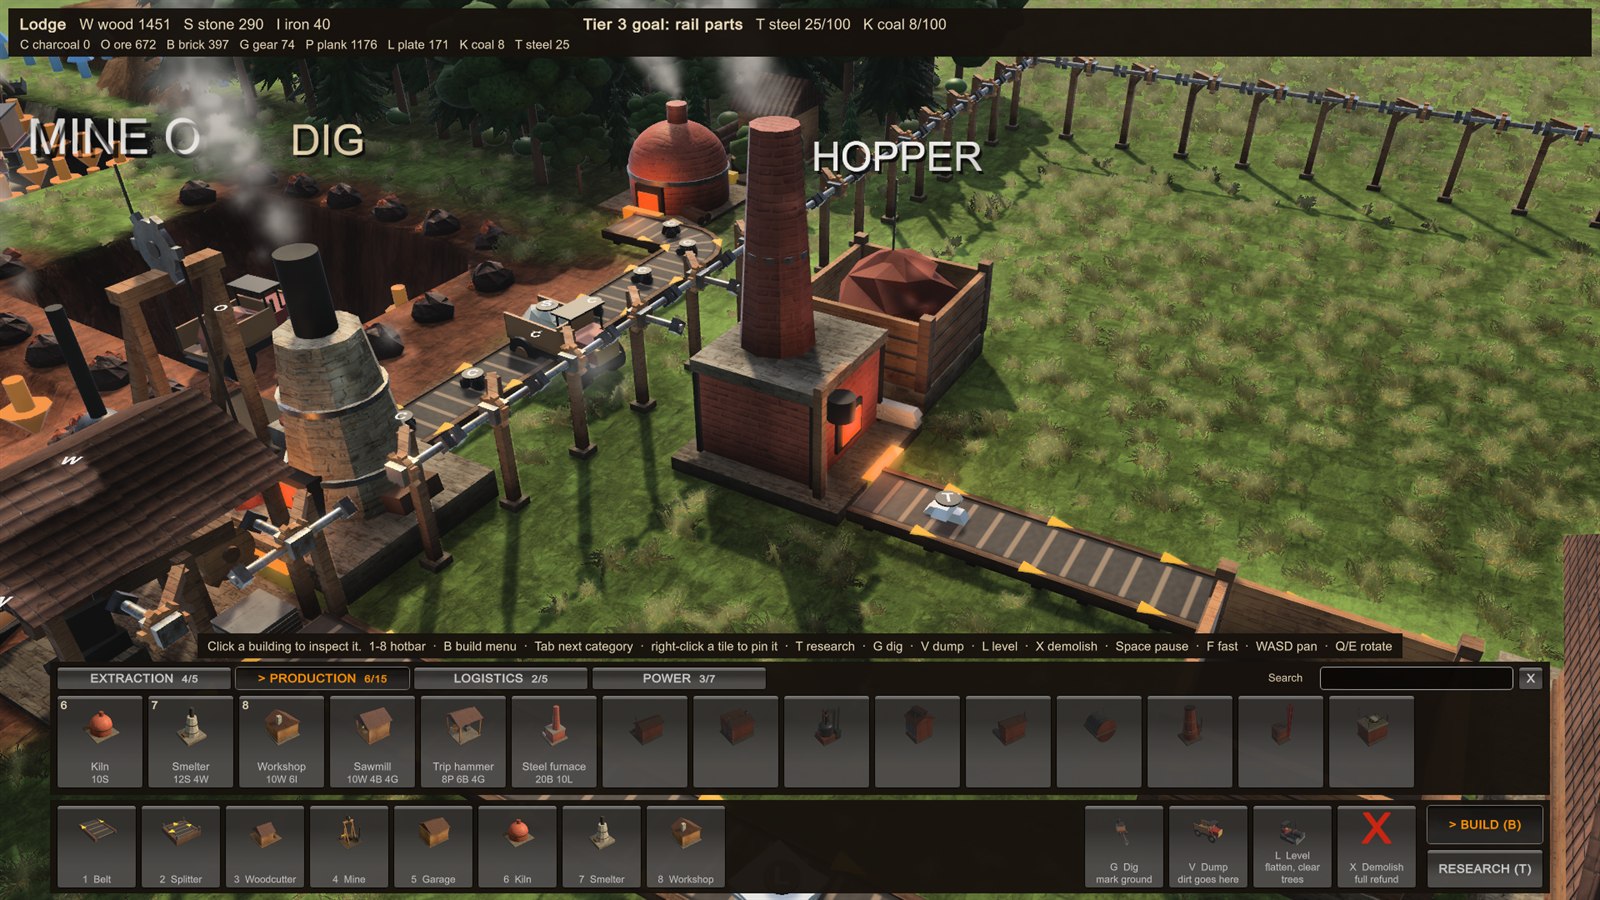 Lodge W wood 1451 S stone 290 I iron 40
Tier 3 goal: rail parts T steel 25/100 K coal 8/100
C charcoal 0 O ore 672 B brick 397 G gear 74 P plank 1176 L plate 171 K coal 8 T steel 25
MINE O
DIG
HOPPER
O
S
C
C
C
C
W
T
Click a building to inspect it. 1-8 hotbar · B build menu · Tab next category · right-click a tile to pin it · T research · G dig · V dump · L level · X demolish · Space pause · F fast · WASD pan · Q/E rotate
EXTRACTION 4/5
> PRODUCTION 6/15
LOGISTICS 2/5
POWER 3/7
Search
X
6
Kiln
10S
7
Smelter
12S 4W
8
Workshop
10W 6I
Sawmill
10W 4B 4G
Trip hammer
8P 6B 4G
Steel furnace
20B 10L
1 Belt
2 Splitter
3 Woodcutter
4 Mine
5 Garage
6 Kiln
7 Smelter
8 Workshop
G Dig
mark ground
V Dump
dirt goes here
L Level
flatten, clear
trees
X Demolish
full refund
> BUILD (B)
RESEARCH (T)